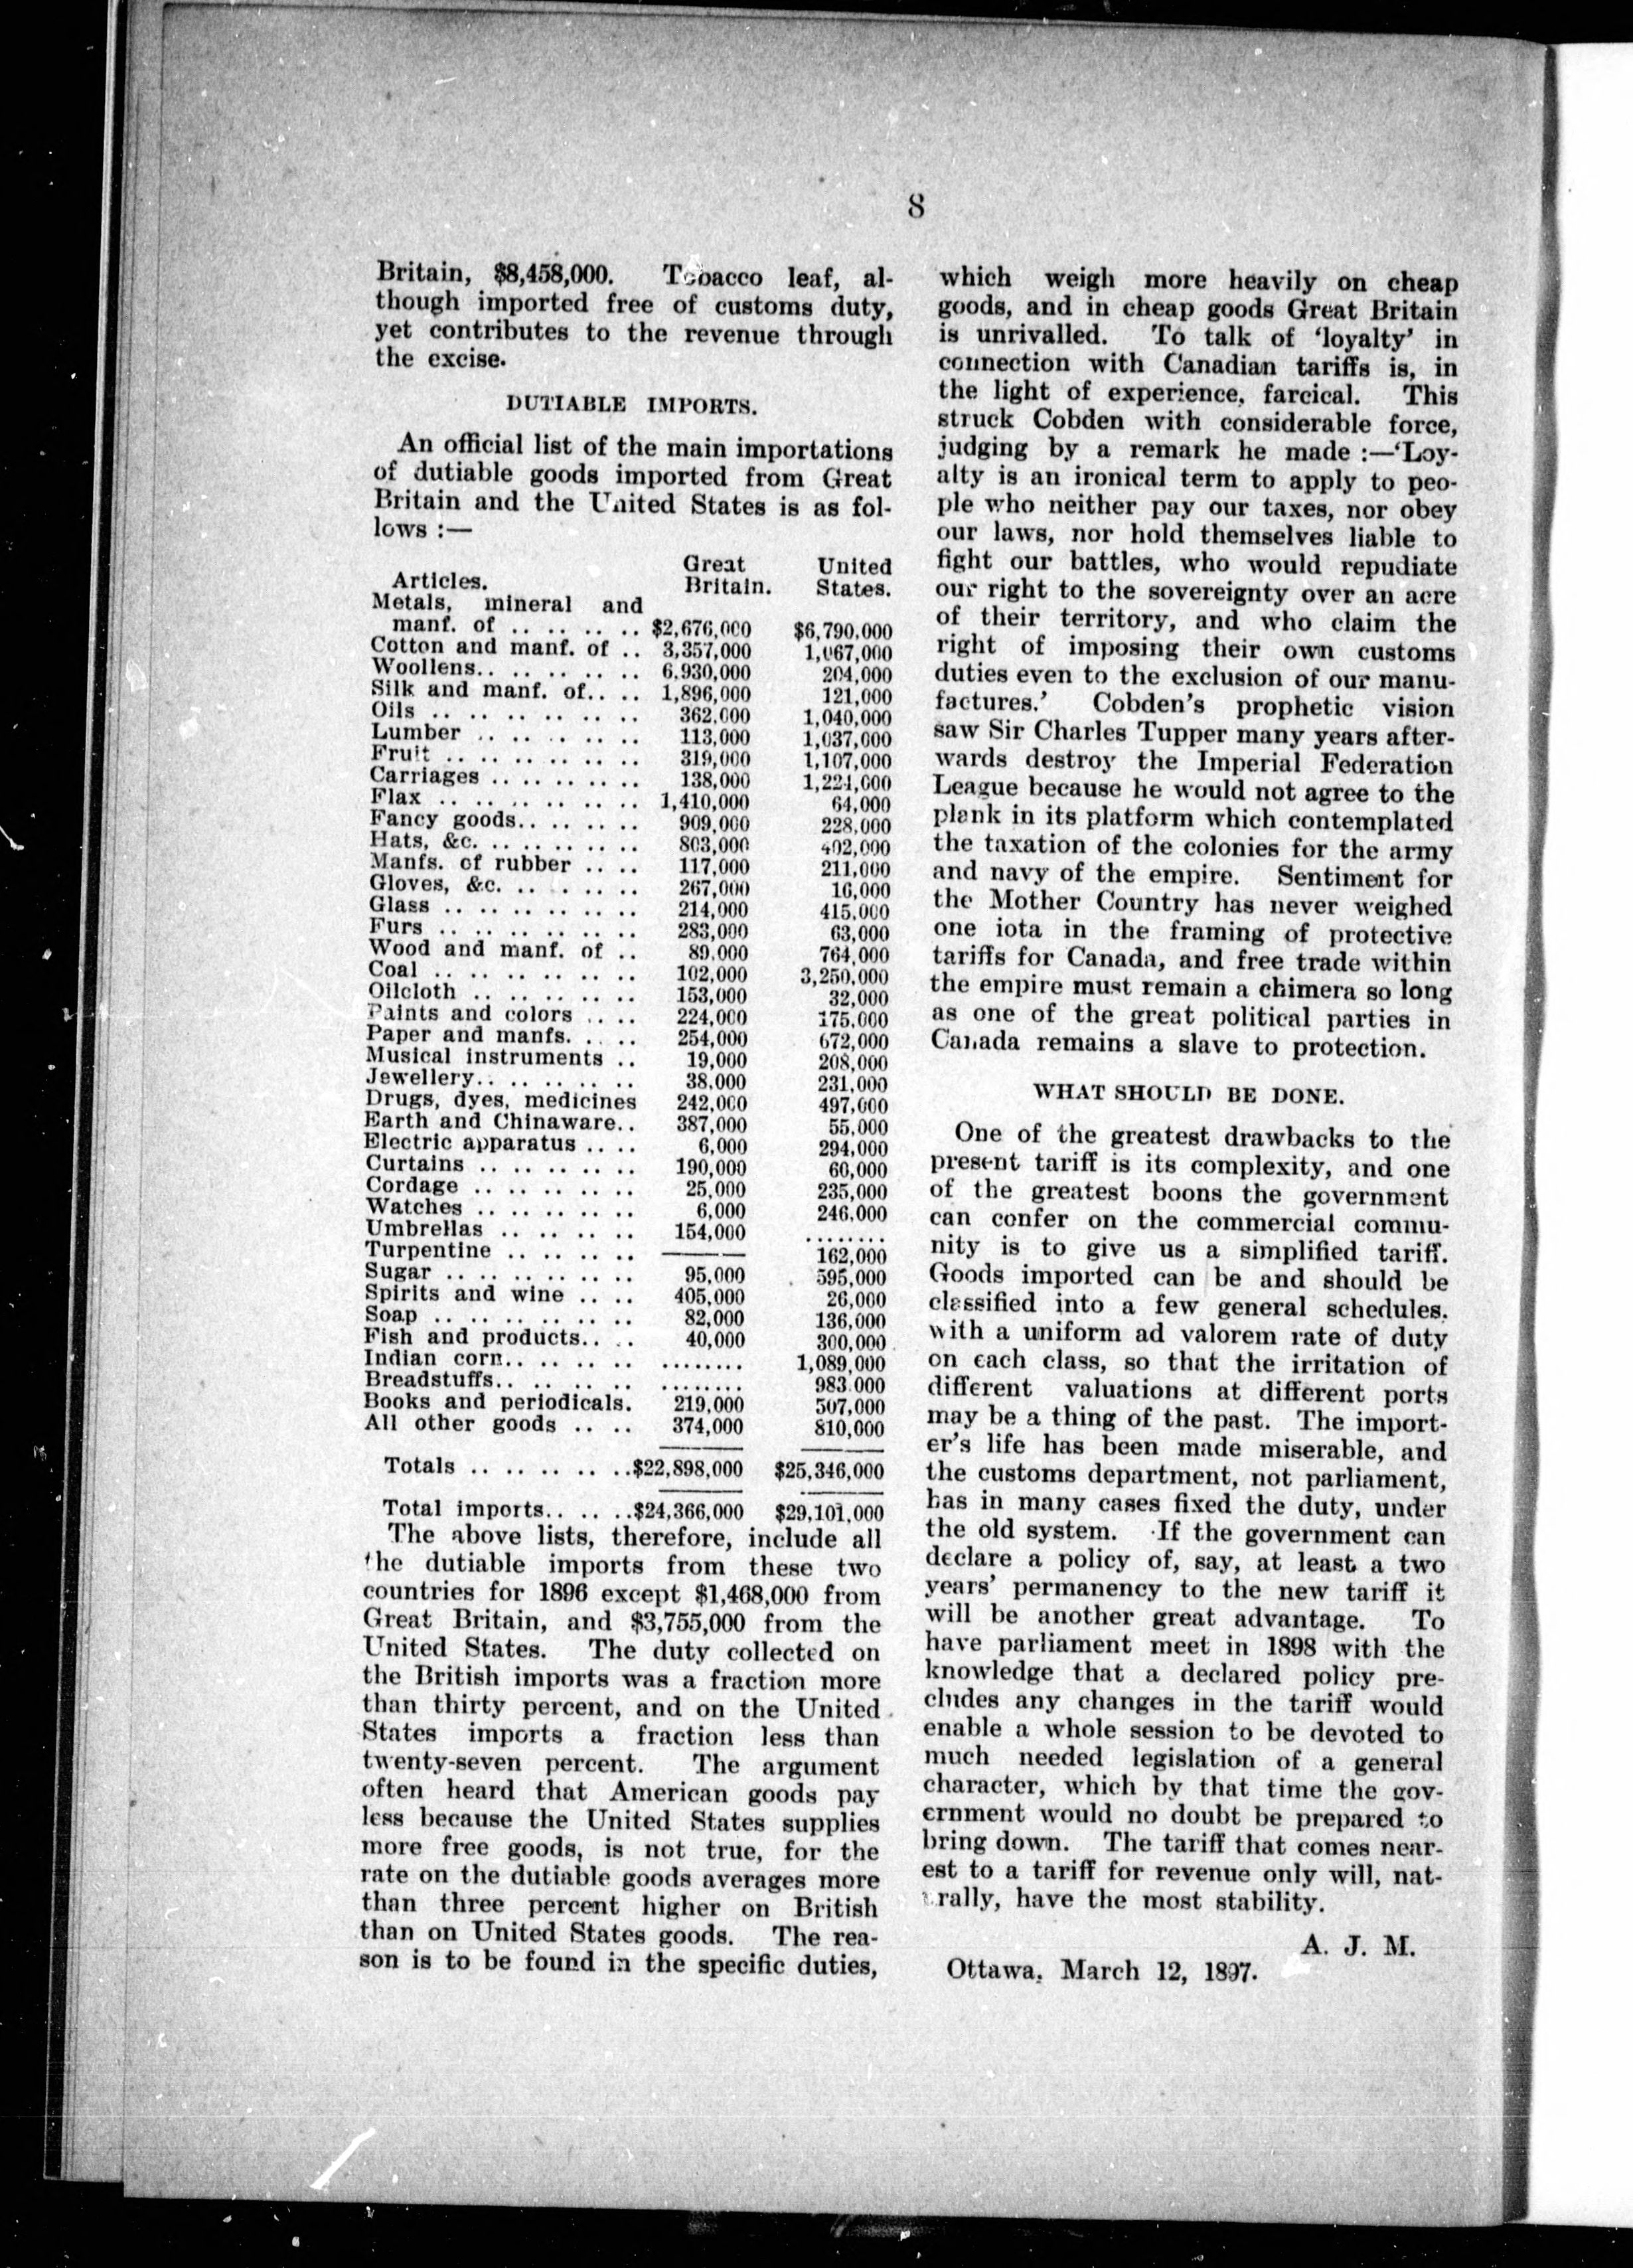 8
Britain, $8,458,000. Tobacco leaf, al-
though imported free of customs duty,
yet contributes to the revenue through
the excise.
DUTIABLE IMPORTS.
An official list of the main importations
of dutiable goods imported from Great
Britain and the United States is as fol-
lows :—
Great United
Articles. Britain. States.
Metals, mineral and
manf. of .. .. .. .. $2,676,000 $6,790,000
Cotton and manf. of .. 3,357,000 1,067,000
Woollens.. .. .. .. .. 6,930,000 204,000
Silk and manf. of.. .. 1,896,000 121,000
Oils .. .. .. .. .. .. 362,000 1,040,000
Lumber .. .. .. .. .. 113,000 1,037,000
Fruit .. .. .. .. .. .. 319,000 1,107,000
Carriages .. .. .. .. .. 138,000 1,224,000
Flax .. .. .. .. .. .. 1,410,000 64,000
Fancy goods.. .. .. .. 909,000 228,000
Hats, &c. .. .. .. .. .. 803,000 402,000
Manfs. of rubber .. .. 117,000 211,000
Gloves, &c. .. .. .. .. 267,000 16,000
Glass .. .. .. .. .. .. 214,000 415,000
Furs .. .. .. .. .. .. 283,000 63,000
Wood and manf. of .. 89,000 764,000
Coal .. .. .. .. .. .. 102,000 3,250,000
Oilcloth .. .. .. .. .. 153,000 32,000
Paints and colors .. .. 224,000 175,000
Paper and manfs. .. .. 254,000 672,000
Musical instruments .. 19,000 208,000
Jewellery.. .. .. .. .. 38,000 231,000
Drugs, dyes, medicines 242,000 497,000
Earth and Chinaware.. 387,000 55,000
Electric apparatus .. .. 6,000 294,000
Curtains .. .. .. .. .. 190,000 60,000
Cordage .. .. .. .. .. 25,000 235,000
Watches .. .. .. .. .. 6,000 246,000
Umbrellas .. .. .. .. 154,000 ........
Turpentine .. .. .. .. ——— 162,000
Sugar .. .. .. .. .. .. 95,000 595,000
Spirits and wine .. .. 405,000 26,000
Soap .. .. .. .. .. .. 82,000 136,000
Fish and products.. .. 40,000 300,000
Indian corn.. .. .. .. ........ 1,089,000
Breadstuffs.. .. .. .. ........ 983,000
Books and periodicals. 219,000 507,000
All other goods .. .. 374,000 810,000
Totals .. .. .. .. ..$22,898,000 $25,346,000
Total imports.. .. ..$24,366,000 $29,101,000
The above lists, therefore, include all
the dutiable imports from these two
countries for 1896 except $1,468,000 from
Great Britain, and $3,755,000 from the
United States. The duty collected on
the British imports was a fraction more
than thirty percent, and on the United
States imports a fraction less than
twenty-seven percent. The argument
often heard that American goods pay
less because the United States supplies
more free goods, is not true, for the
rate on the dutiable goods averages more
than three percent higher on British
than on United States goods. The rea-
son is to be found in the specific duties,
which weigh more heavily on cheap
goods, and in cheap goods Great Britain
is unrivalled. To talk of 'loyalty' in
connection with Canadian tariffs is, in
the light of experience, farcical. This
struck Cobden with considerable force,
judging by a remark he made :—'Loy-
alty is an ironical term to apply to peo-
ple who neither pay our taxes, nor obey
our laws, nor hold themselves liable to
fight our battles, who would repudiate
our right to the sovereignty over an acre
of their territory, and who claim the
right of imposing their own customs
duties even to the exclusion of our manu-
factures.' Cobden's prophetic vision
saw Sir Charles Tupper many years after-
wards destroy the Imperial Federation
League because he would not agree to the
plank in its platform which contemplated
the taxation of the colonies for the army
and navy of the empire. Sentiment for
the Mother Country has never weighed
one iota in the framing of protective
tariffs for Canada, and free trade within
the empire must remain a chimera so long
as one of the great political parties in
Canada remains a slave to protection.
WHAT SHOULD BE DONE.
One of the greatest drawbacks to the
present tariff is its complexity, and one
of the greatest boons the government
can confer on the commercial commu-
nity is to give us a simplified tariff.
Goods imported can be and should be
classified into a few general schedules,
with a uniform ad valorem rate of duty
on each class, so that the irritation of
different valuations at different ports
may be a thing of the past. The import-
er's life has been made miserable, and
the customs department, not parliament,
has in many cases fixed the duty, under
the old system. If the government can
declare a policy of, say, at least a two
years' permanency to the new tariff it
will be another great advantage. To
have parliament meet in 1898 with the
knowledge that a declared policy pre-
cludes any changes in the tariff would
enable a whole session to be devoted to
much needed legislation of a general
character, which by that time the gov-
ernment would no doubt be prepared to
bring down. The tariff that comes near-
est to a tariff for revenue only will, nat-
urally, have the most stability.
A. J. M.
Ottawa, March 12, 1897.